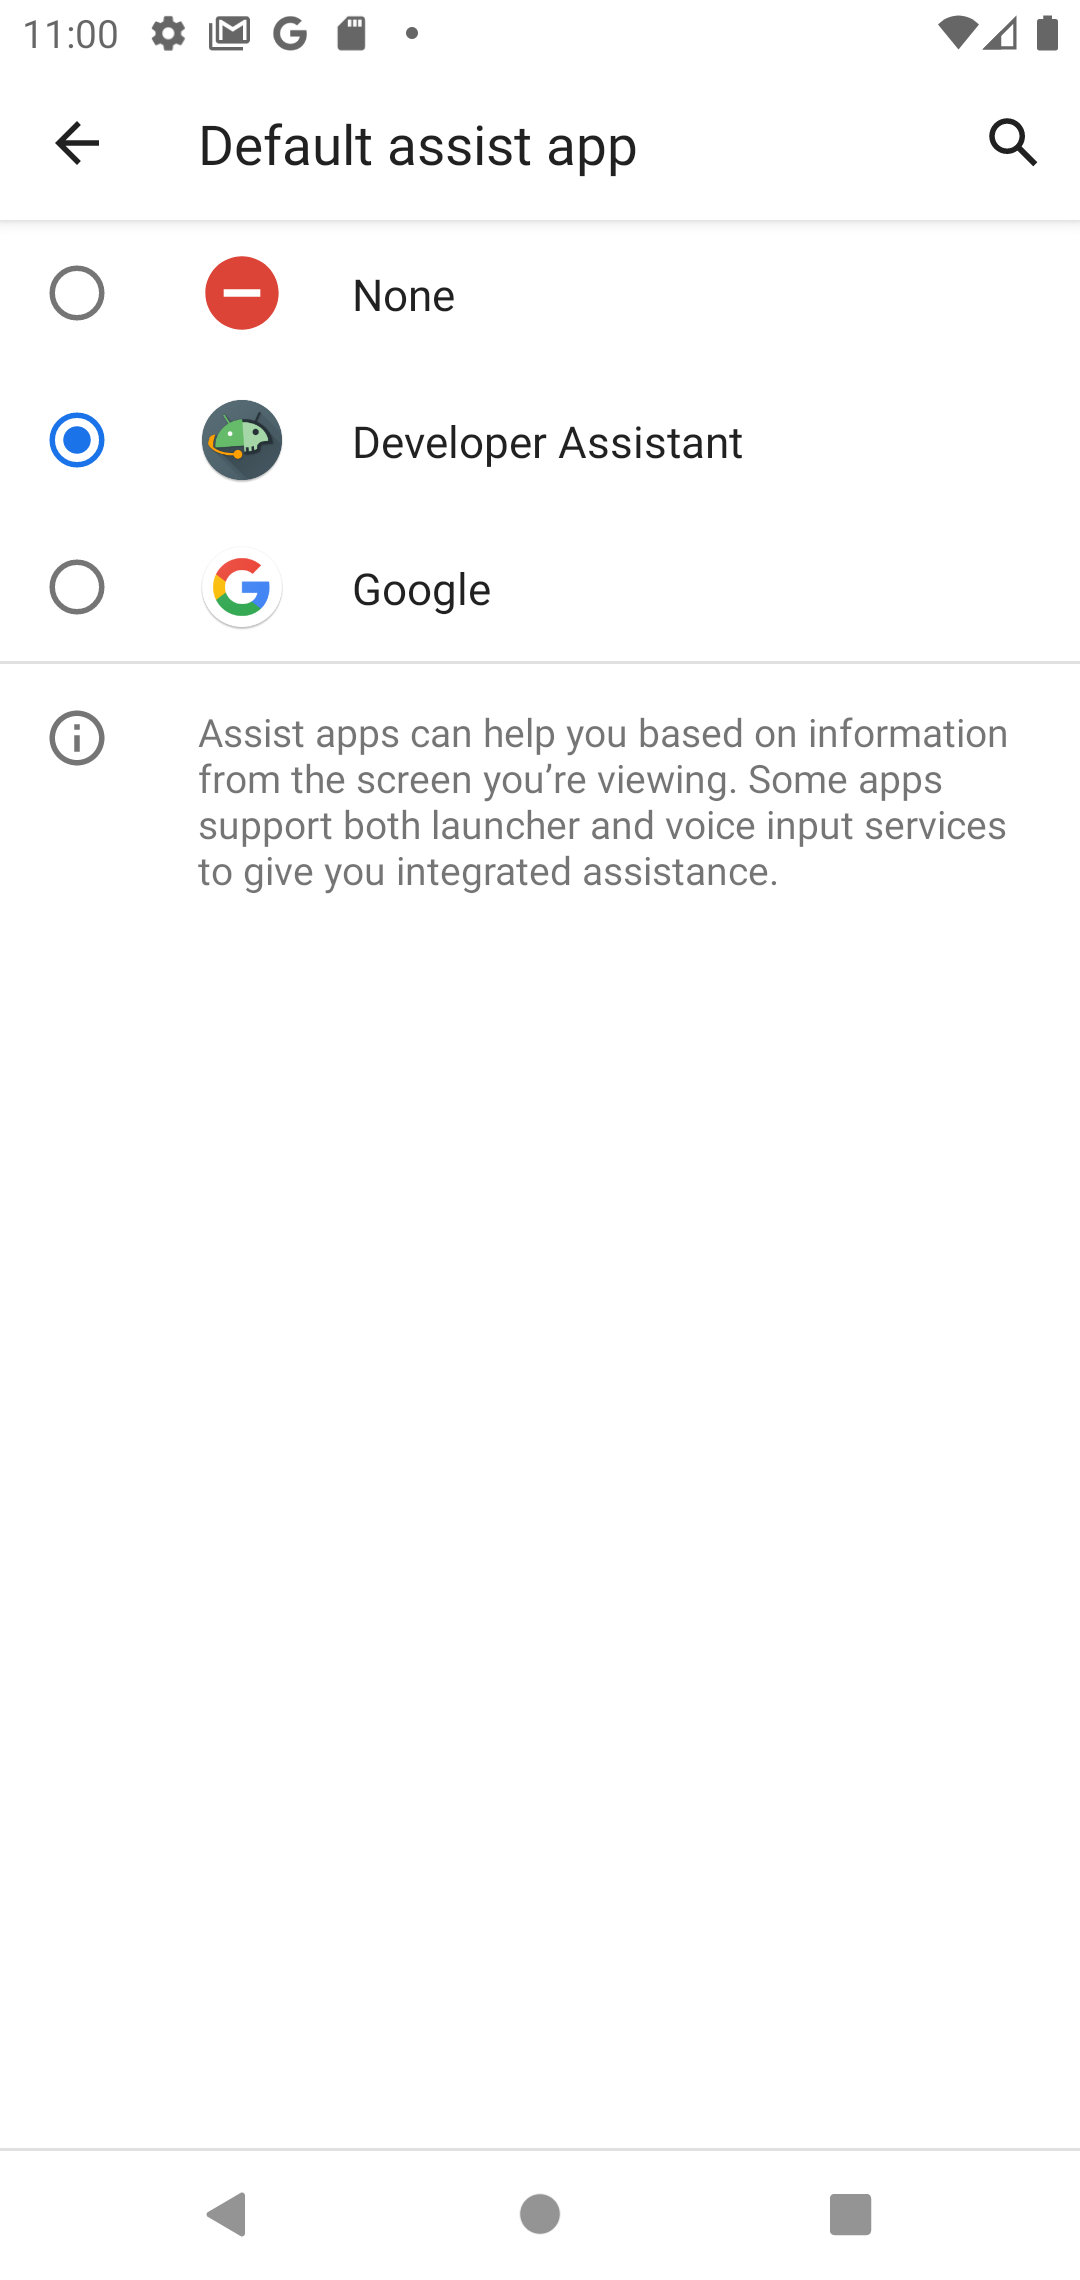 11:00
Default assist app
None
Developer Assistant
Google
Assist apps can help you based on information
from the screen you’re viewing. Some apps
support both launcher and voice input services
to give you integrated assistance.